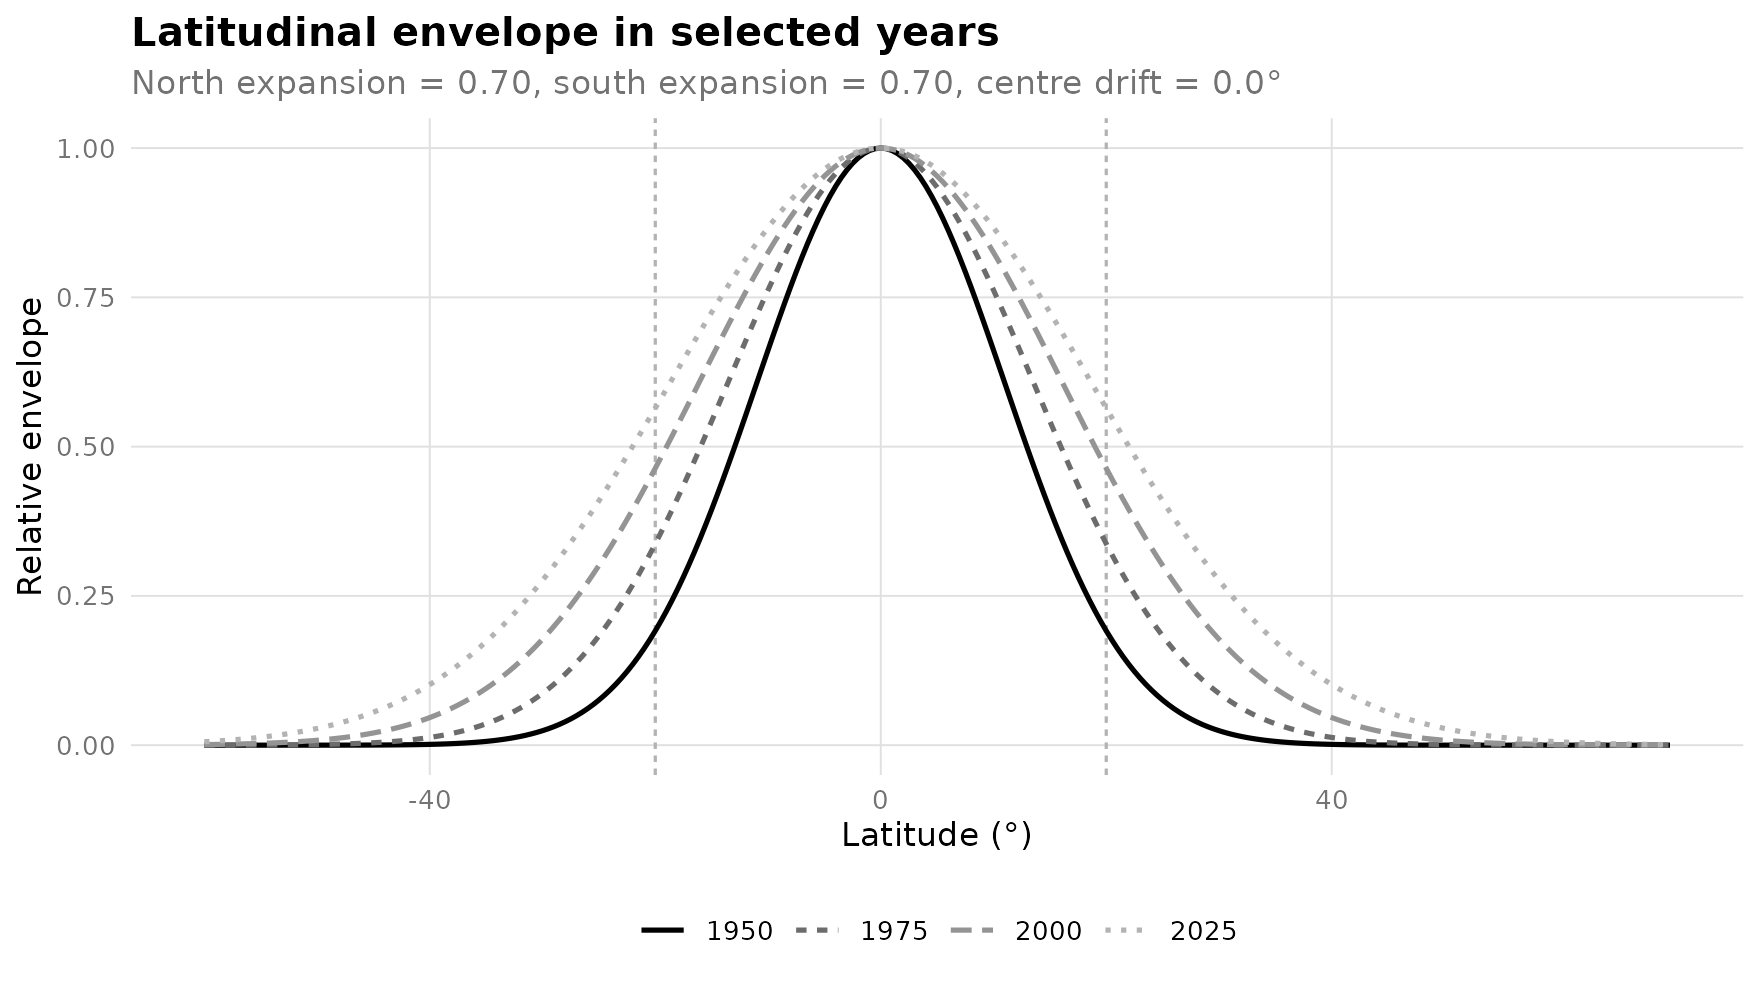 Latitudinal envelope in selected years
North expansion = 0.70, south expansion = 0.70, centre drift = 0.0°
1.00
0.75
0.50
0.25
0.00
Relative envelope
-40 0 40
Latitude (°)
1950 1975 2000 2025